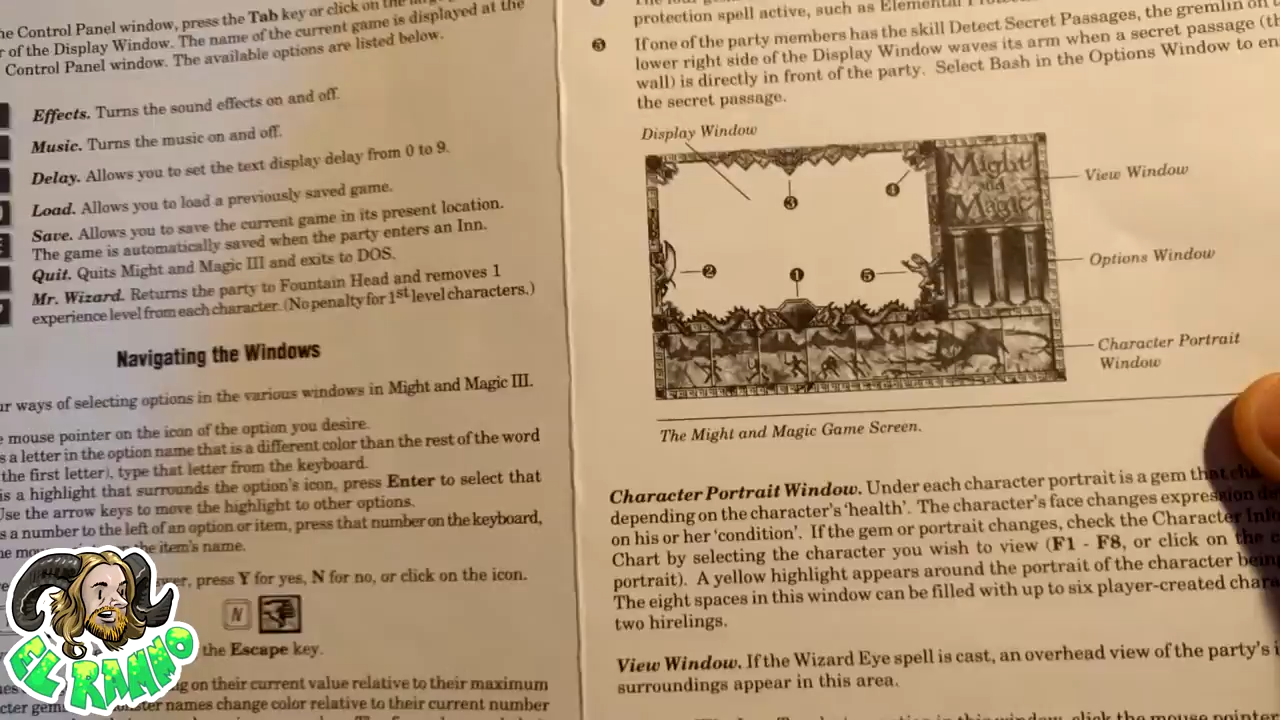 he Control Panel window, press the Tab key or click on the
of the Display Window. The name of the current game is displayed at the
Control Panel window. The available options are listed below.
Effects. Turns the sound effects on and off.
Music. Turns the music on and off.
Delay. Allows you to set the text display delay from 0 to 9.
Load. Allows you to load a previously saved game.
Save. Allows you to save the current game in its present location.
The game is automatically saved when the party enters an Inn.
Quit. Quits Might and Magic III and exits to DOS.
Mr. Wizard. Returns the party to Fountain Head and removes 1
experience level from each character. (No penalty for 1st level characters.)
Navigating the Windows
ur ways of selecting options in the various windows in Might and Magic III.
e mouse pointer on the icon of the option you desire.
s a letter in the option name that is a different color than the rest of the word
the first letter), type that letter from the keyboard.
is a highlight that surrounds the option's icon, press Enter to select that
Use the arrow keys to move the highlight to other options.
s a number to the left of an option or item, press that number on the keyboard,
the item's name.
press Y for yes, N for no, or click on the icon.
N
the Escape key.
g on their current value relative to their maximum
names change color relative to their current number
protection spell active, such as Elemental
5 If one of the party members has the skill Detect Secret Passages, the gremlin on
lower right side of the Display Window waves its arm when a secret passage (th
wall) is directly in front of the party. Select Bash in the Options Window to en
the secret passage.
Display Window
Might and Magic
View Window
Options Window
Character Portrait Window
1
2
3
4
5
The Might and Magic Game Screen.
Character Portrait Window. Under each character portrait is a gem that
depending on the character's 'health'. The character's face changes expression
on his or her 'condition'. If the gem or portrait changes, check the Character
Chart by selecting the character you wish to view (F1 - F8, or click on the
portrait). A yellow highlight appears around the portrait of the character being
The eight spaces in this window can be filled with up to six player-created chara
two hirelings.
View Window. If the Wizard Eye spell is cast, an overhead view of the party's
surroundings appear in this area.
EL RAMMO